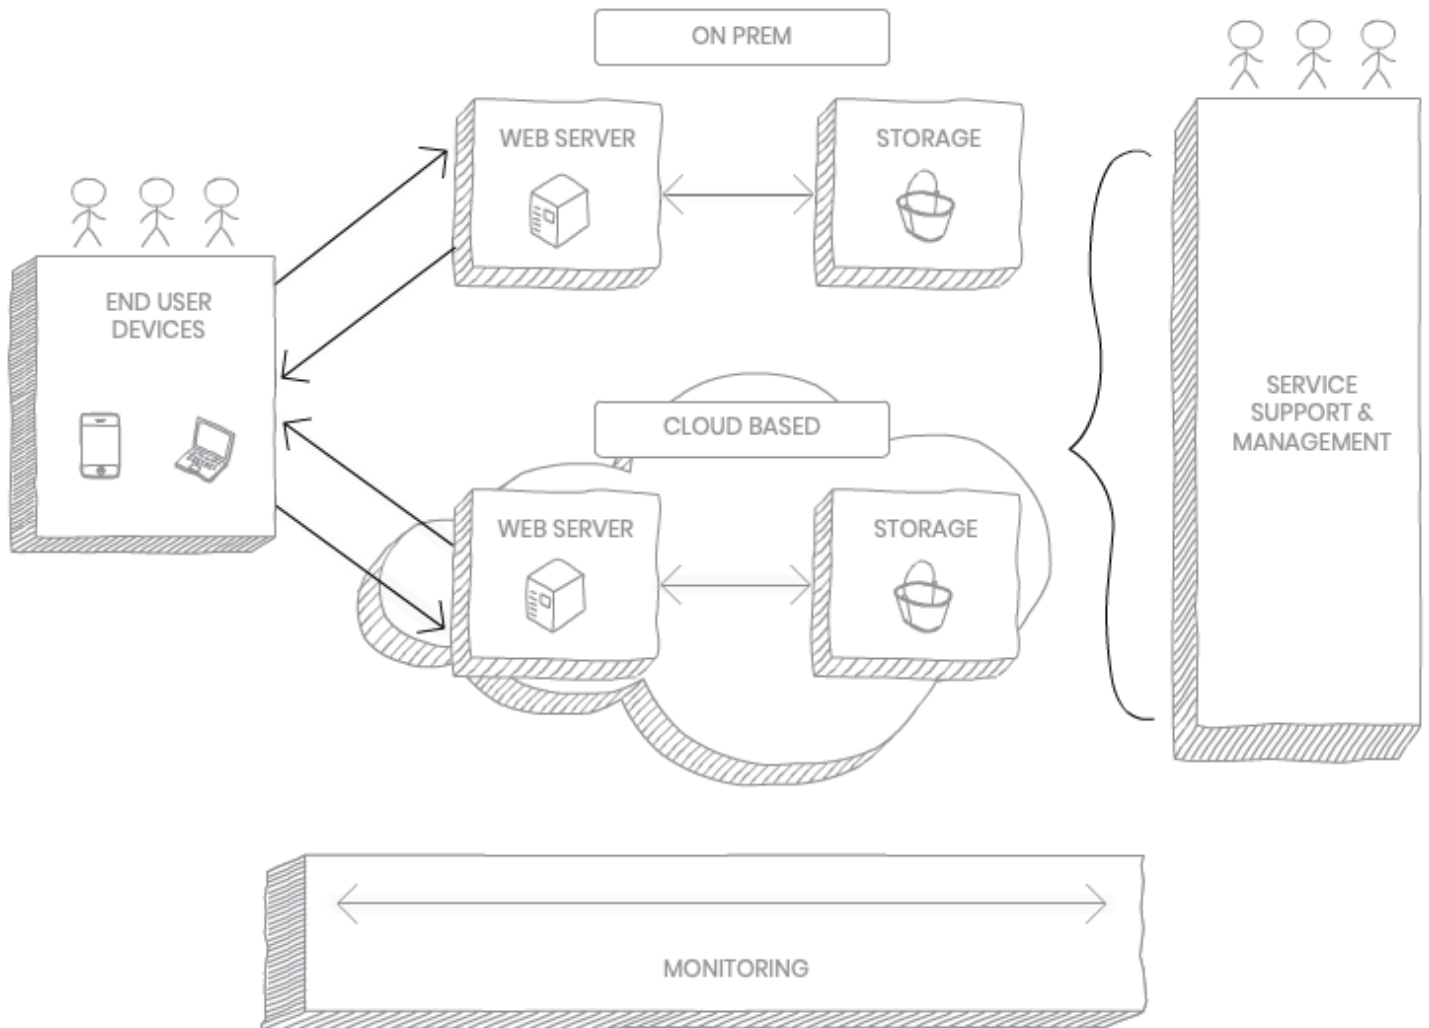 ON PREM
WEB SERVER
STORAGE
END USER
DEVICES
CLOUD BASED
WEB SERVER
STORAGE
SERVICE
SUPPORT &
MANAGEMENT
MONITORING